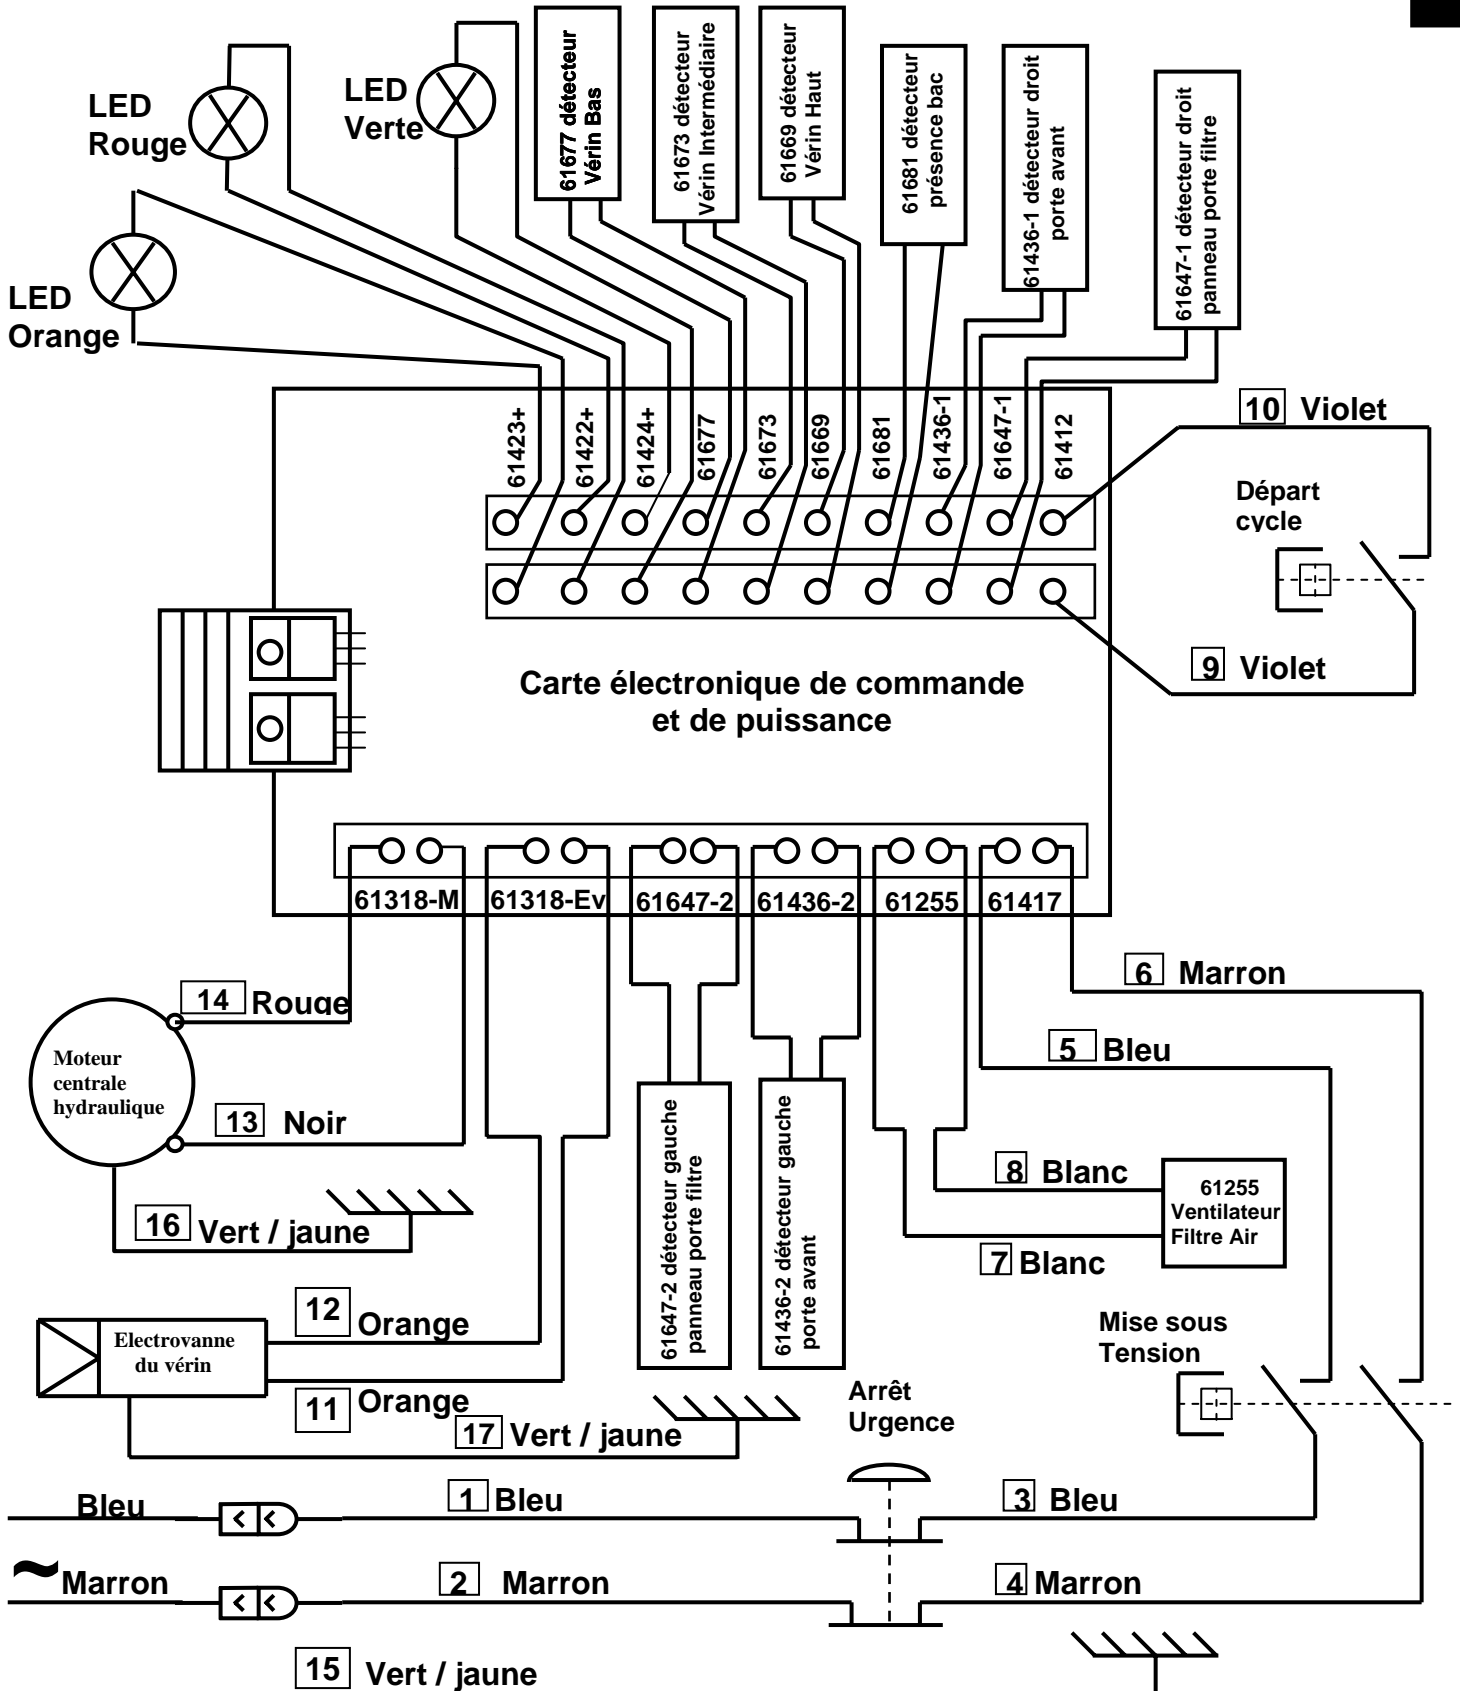 LED
Rouge
LED
Verte
LED
Orange
61677 détecteur
Vérin Bas
61673 détecteur
Vérin Intermédiaire
61669 détecteur
Vérin Haut
61681 détecteur
présence bac
61436-1 détecteur droit
porte avant
61647-1 détecteur droit
panneau porte filtre
61423+
61422+
61424+
61677
61673
61669
61681
61436-1
61647-1
61412
10 Violet
Départ
cycle
9 Violet
Carte électronique de commande
et de puissance
61318-M
61318-Ev
61647-2
61436-2
61255
61417
6 Marron
5 Bleu
14 Rouge
Moteur
centrale
hydraulique
13 Noir
16 Vert / jaune
61647-2 détecteur gauche
panneau porte filtre
61436-2 détecteur gauche
porte avant
8 Blanc
7 Blanc
61255
Ventilateur
Filtre Air
12 Orange
Electrovanne
du vérin
11 Orange
17 Vert / jaune
Mise sous
Tension
Arrêt
Urgence
Bleu
1 Bleu
3 Bleu
~ Marron
2 Marron
4 Marron
15 Vert / jaune